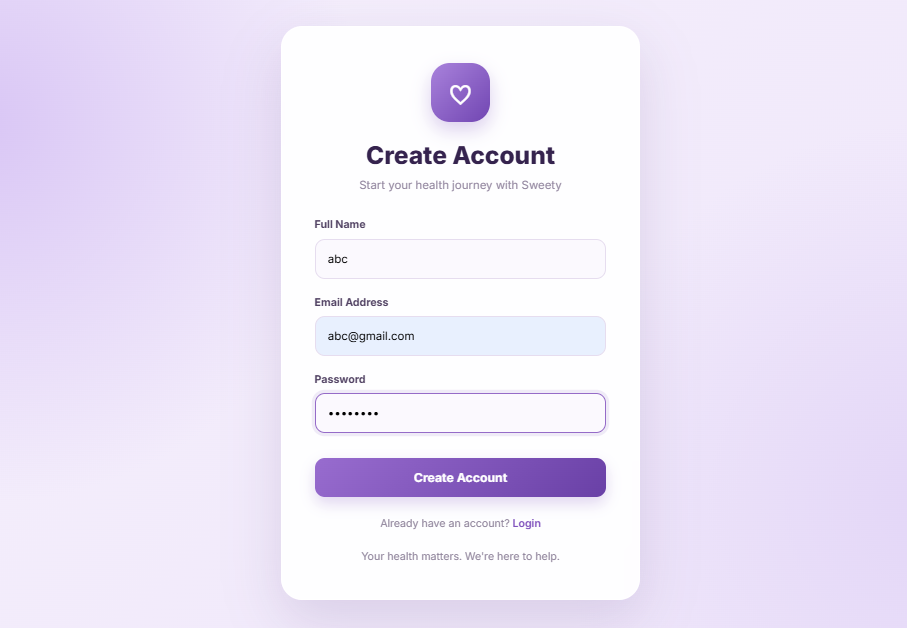 Create Account
Start your health journey with Sweety
Full Name
abc
Email Address
abc@gmail.com
Password
••••••••
Create Account
Already have an account? Login
Your health matters. We're here to help.